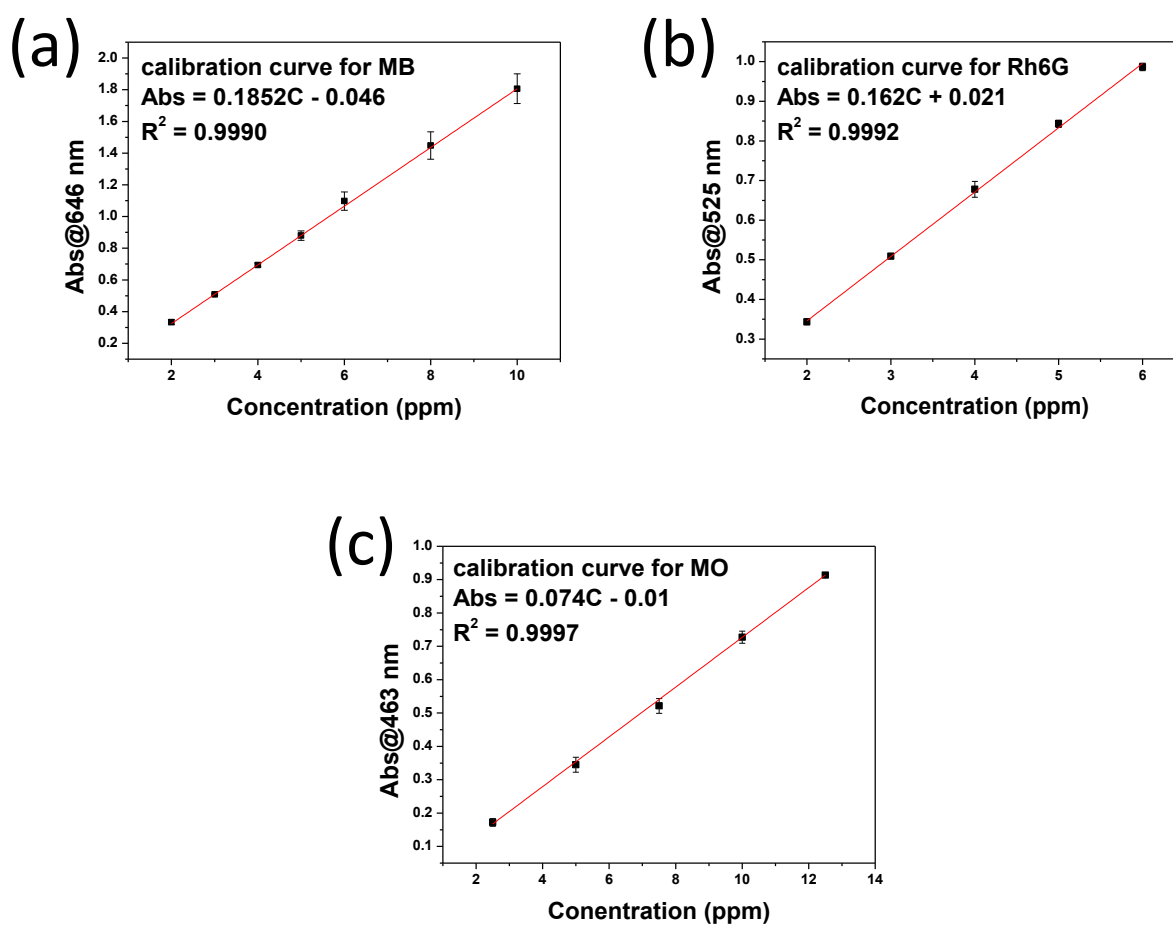 (a)
calibration curve for MB
Abs = 0.1852C - 0.046
R² = 0.9990
Abs@646 nm
2.0
1.8
1.6
1.4
1.2
1.0
0.8
0.6
0.4
0.2
2 4 6 8 10
Concentration (ppm)
(b)
calibration curve for Rh6G
Abs = 0.162C + 0.021
R² = 0.9992
Abs@525 nm
1.0
0.9
0.8
0.7
0.6
0.5
0.4
0.3
2 3 4 5 6
Concentration (ppm)
(c)
calibration curve for MO
Abs = 0.074C - 0.01
R² = 0.9997
Abs@463 nm
1.0
0.9
0.8
0.7
0.6
0.5
0.4
0.3
0.2
0.1
2 4 6 8 10 12 14
Conentration (ppm)